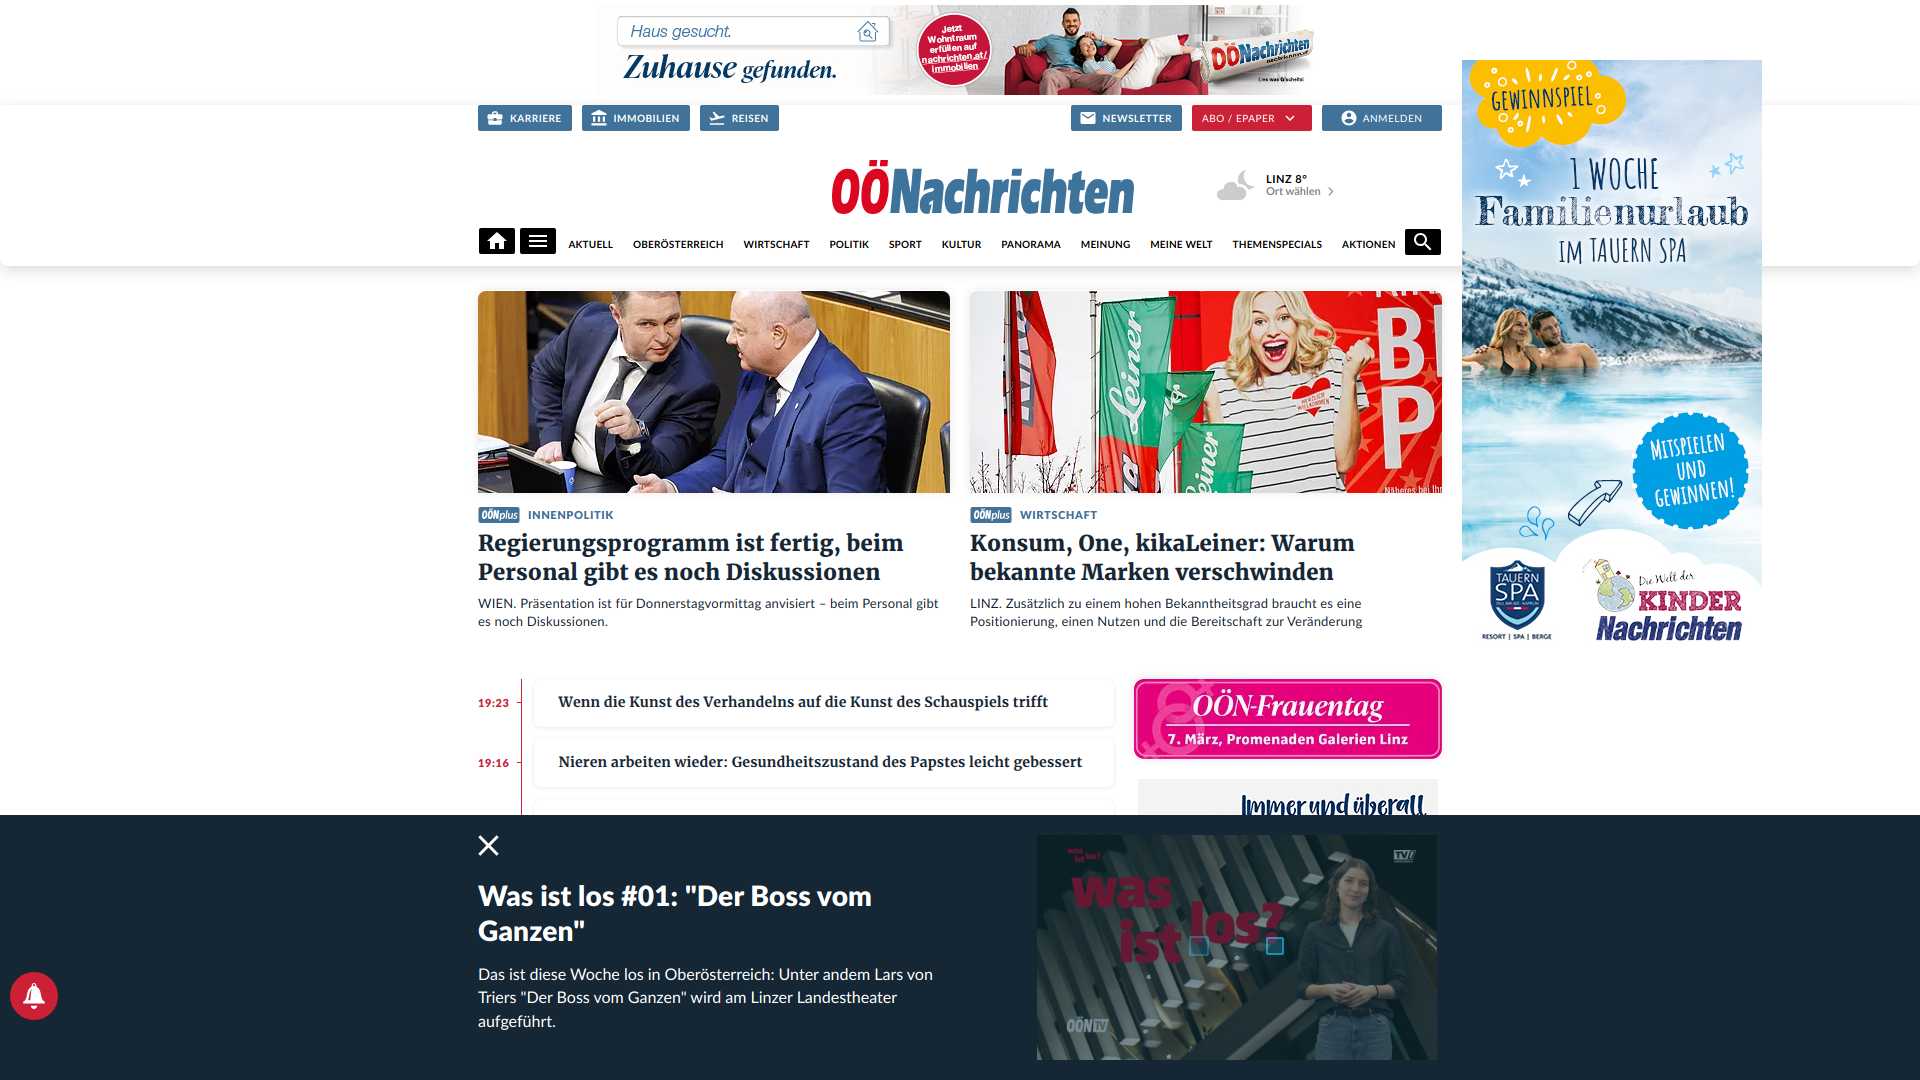 Haus gesucht.
Zuhause gefunden.
Jetzt
Wohntraum
erfüllen auf
nachrichten.at/
immobilien
OÖNachrichten
KARRIERE
IMMOBILIEN
REISEN
NEWSLETTER
ABO / EPAPER
ANMELDEN
OÖNachrichten
LINZ 8°
Ort wählen
AKTUELL
OBERÖSTERREICH
WIRTSCHAFT
POLITIK
SPORT
KULTUR
PANORAMA
MEINUNG
MEINE WELT
THEMENSPECIALS
AKTIONEN
GEWINNSPIEL
1 WOCHE
Familienurlaub
IM TAUERN SPA
MITSPIELEN
UND
GEWINNEN!
TAUERN
SPA
RESORT | SPA | BERGE
Die Welt der
KINDER
Nachrichten
Leiner
Leiner
OÖNplus INNENPOLITIK
Regierungsprogramm ist fertig, beim
Personal gibt es noch Diskussionen
WIEN. Präsentation ist für Donnerstagvormittag anvisiert – beim Personal gibt
es noch Diskussionen.
OÖNplus WIRTSCHAFT
Konsum, One, kikaLeiner: Warum
bekannte Marken verschwinden
LINZ. Zusätzlich zu einem hohen Bekanntheitsgrad braucht es eine
Positionierung, einen Nutzen und die Bereitschaft zur Veränderung
19:23 Wenn die Kunst des Verhandelns auf die Kunst des Schauspiels trifft
19:16 Nieren arbeiten wieder: Gesundheitszustand des Papstes leicht gebessert
OÖN-Frauentag
7. März, Promenaden Galerien Linz
Immer und überall
Was ist los #01: "Der Boss vom
Ganzen"
Das ist diese Woche los in Oberösterreich: Unter andem Lars von
Triers "Der Boss vom Ganzen" wird am Linzer Landestheater
aufgeführt.
was
ist los?
TV1
OÖNTV